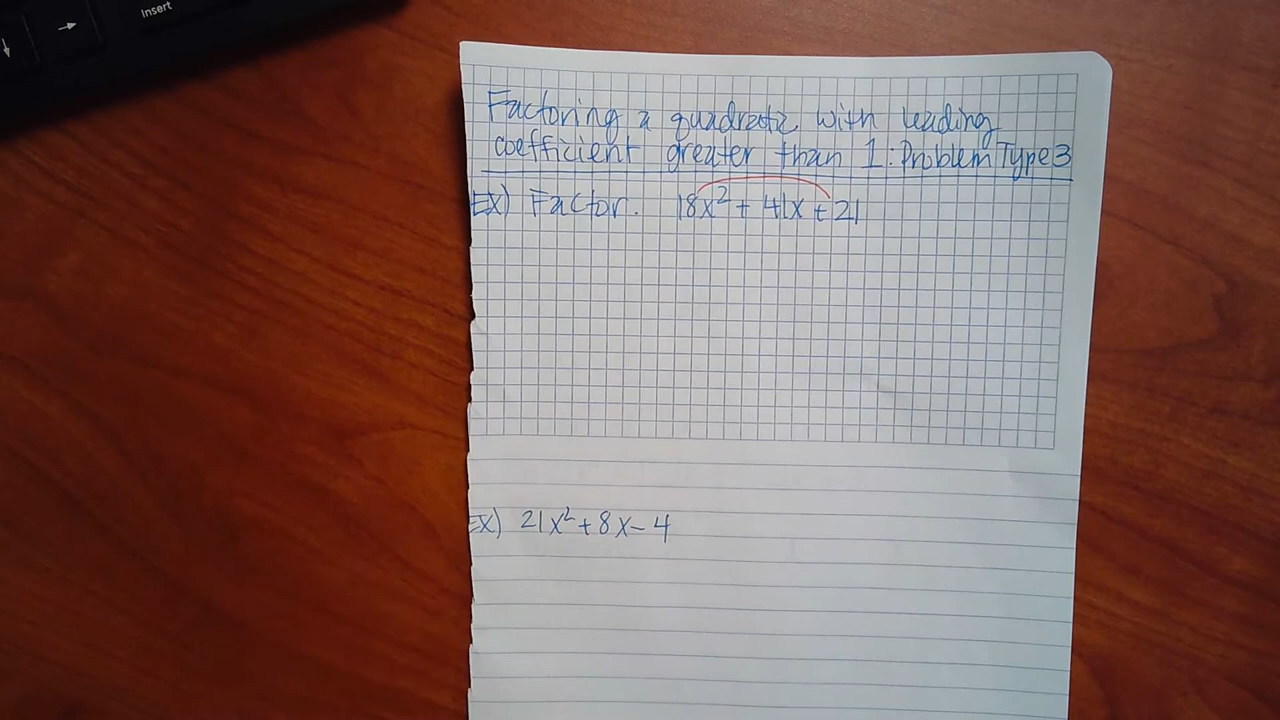 Insert
Factoring a quadratic with leading
coefficient greater than 1: Problem Type 3
Ex) Factor. 18x² + 41x + 21
Ex) 21x² + 8x - 4